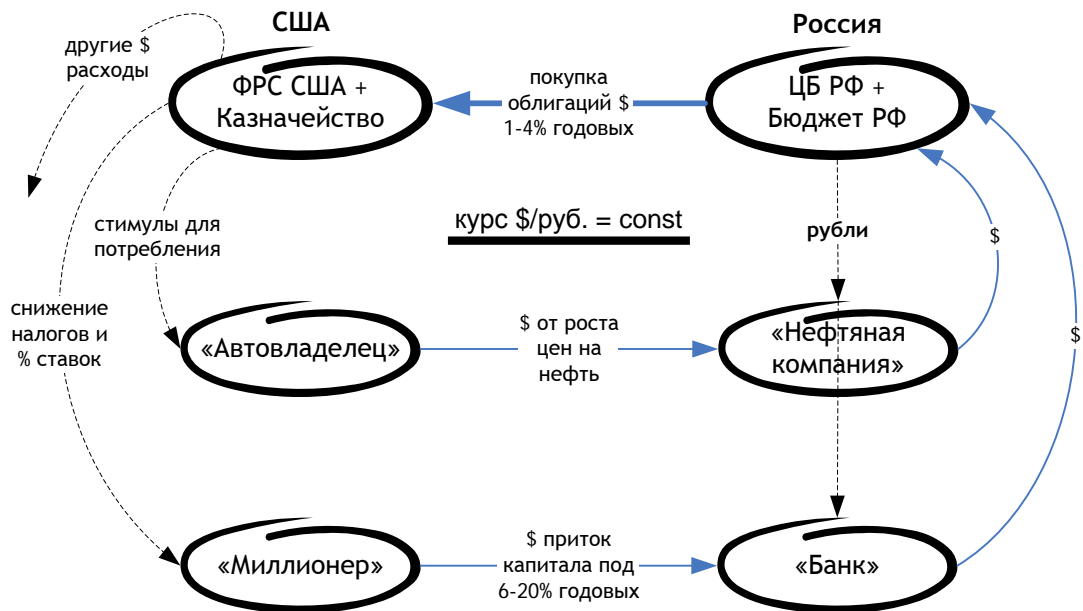 США
Россия
другие $
расходы
ФРС США +
Казначейство
покупка
облигаций $
1-4% годовых
ЦБ РФ +
Бюджет РФ
стимулы для
потребления
курс $/руб. = const
рубли
$
снижение
налогов и
% ставок
«Автовладелец»
$ от роста
цен на
нефть
«Нефтяная
компания»
$
«Миллионер»
$ приток
капитала под
6-20% годовых
«Банк»